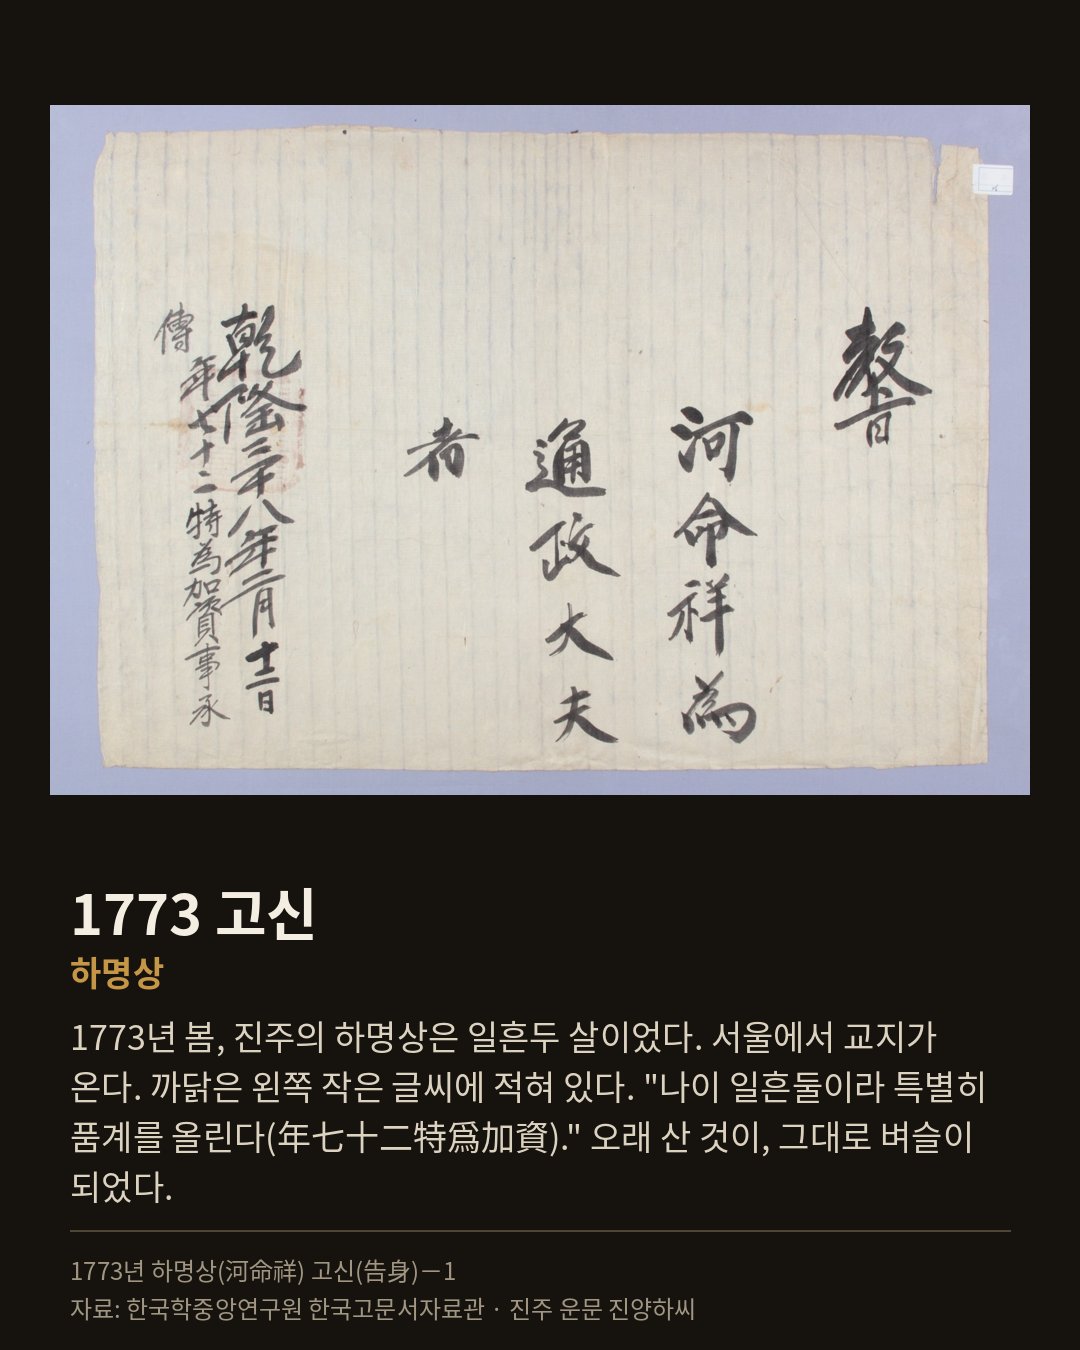 敎旨
河命祥爲
通政大夫
者
乾隆三十八年二月十二日
年七十二特爲加資事承
傳
1773 고신
하명상
1773년 봄, 진주의 하명상은 일흔두 살이었다. 서울에서 교지가
온다. 까닭은 왼쪽 작은 글씨에 적혀 있다. "나이 일흔둘이라 특별히
품계를 올린다(年七十二特爲加資)." 오래 산 것이, 그대로 벼슬이
되었다.
1773년 하명상(河命祥) 고신(告身)－1
자료: 한국학중앙연구원 한국고문서자료관 · 진주 운문 진양하씨